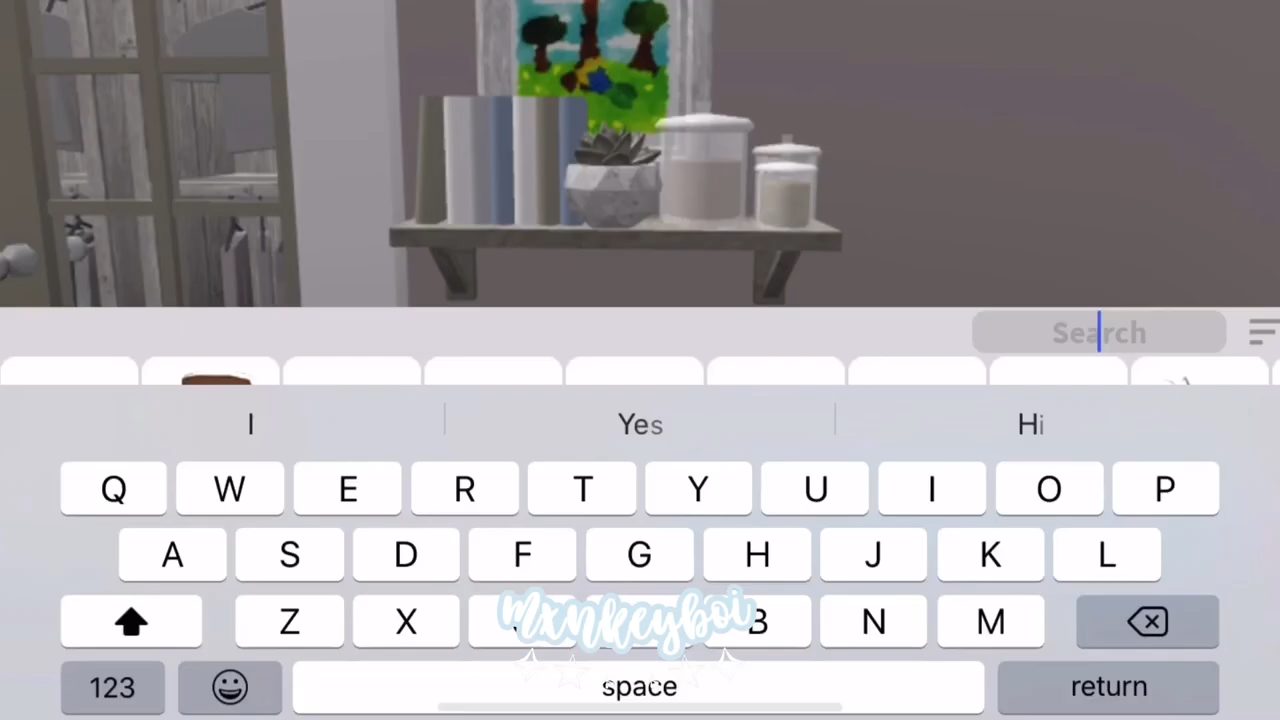 Search
I Yes Hi
Q W E R T Y U I O P
A S D F G H J K L
Z X B N M
mxnkeyboi
123 space return